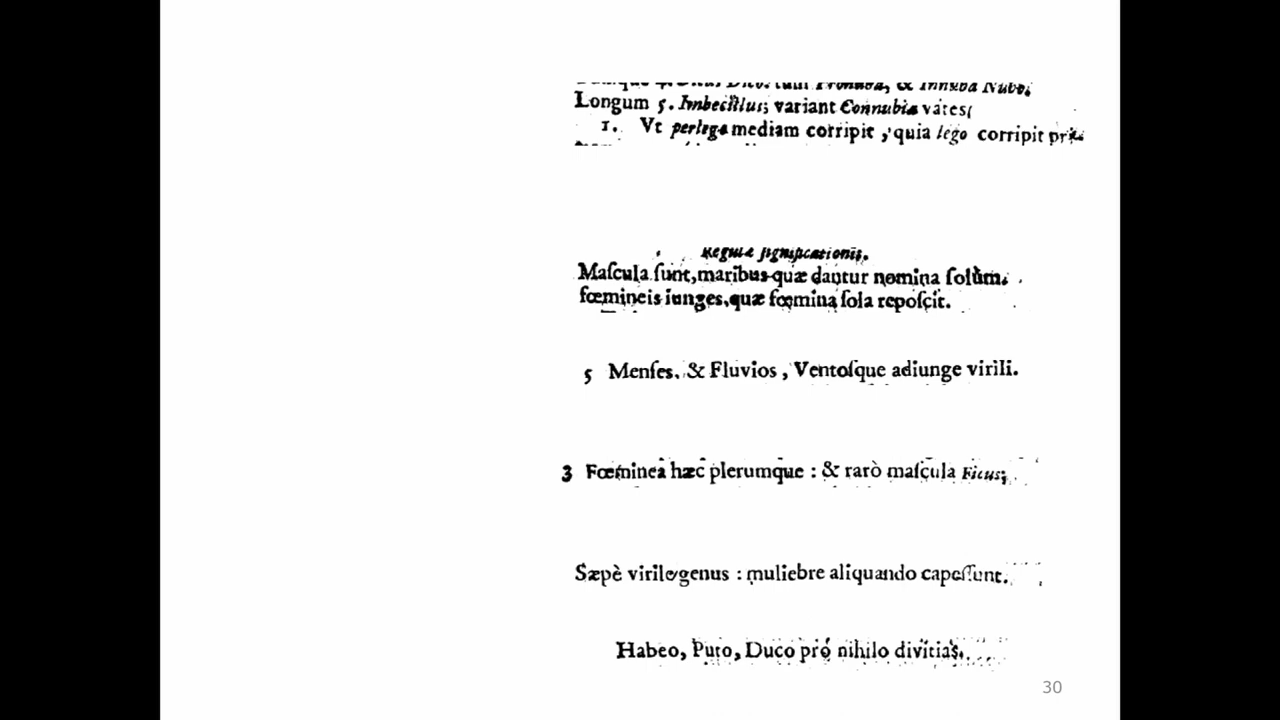 Longum 5. Imbecillus; variant Connubia vates;
1. Vt perlego mediam corripit, quia lego corripit
Regulæ significationis.
Maſcula ſunt, maribus quæ dantur nomina ſolùm.
fœmineis iunges, quæ fœmina ſola repoſcit.
5 Menſes, & Fluvios, Ventoſque adiunge virili.
3 Fœminea hæc plerumque : & rarò maſcula Ficus;
Sæpè virile genus : muliebre aliquando capeſſunt.
Habeo, Puto, Duco pro nihilo divitias.
30